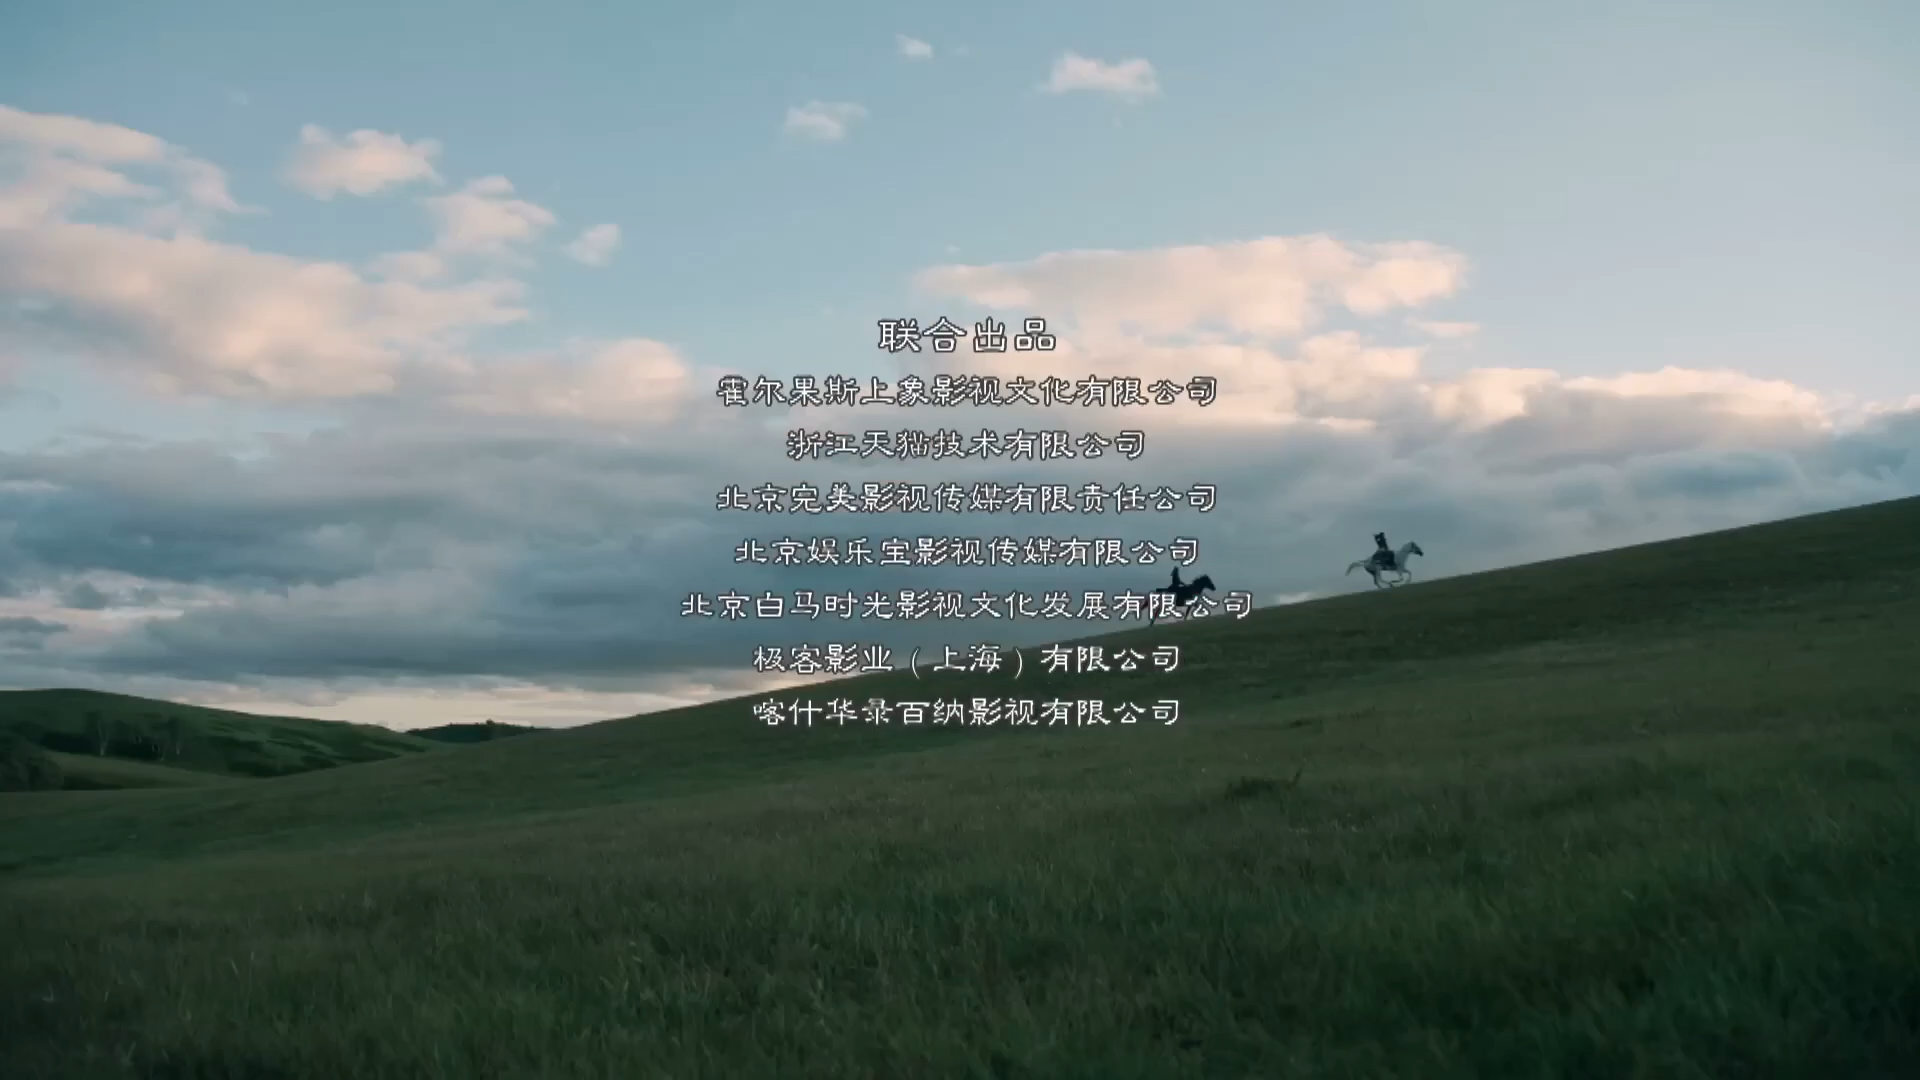 联合出品
霍尔果斯上象影视文化有限公司
浙江天猫技术有限公司
北京完美影视传媒有限责任公司
北京娱乐宝影视传媒有限公司
北京白马时光影视文化发展有限公司
极客影业（上海）有限公司
喀什华录百纳影视有限公司